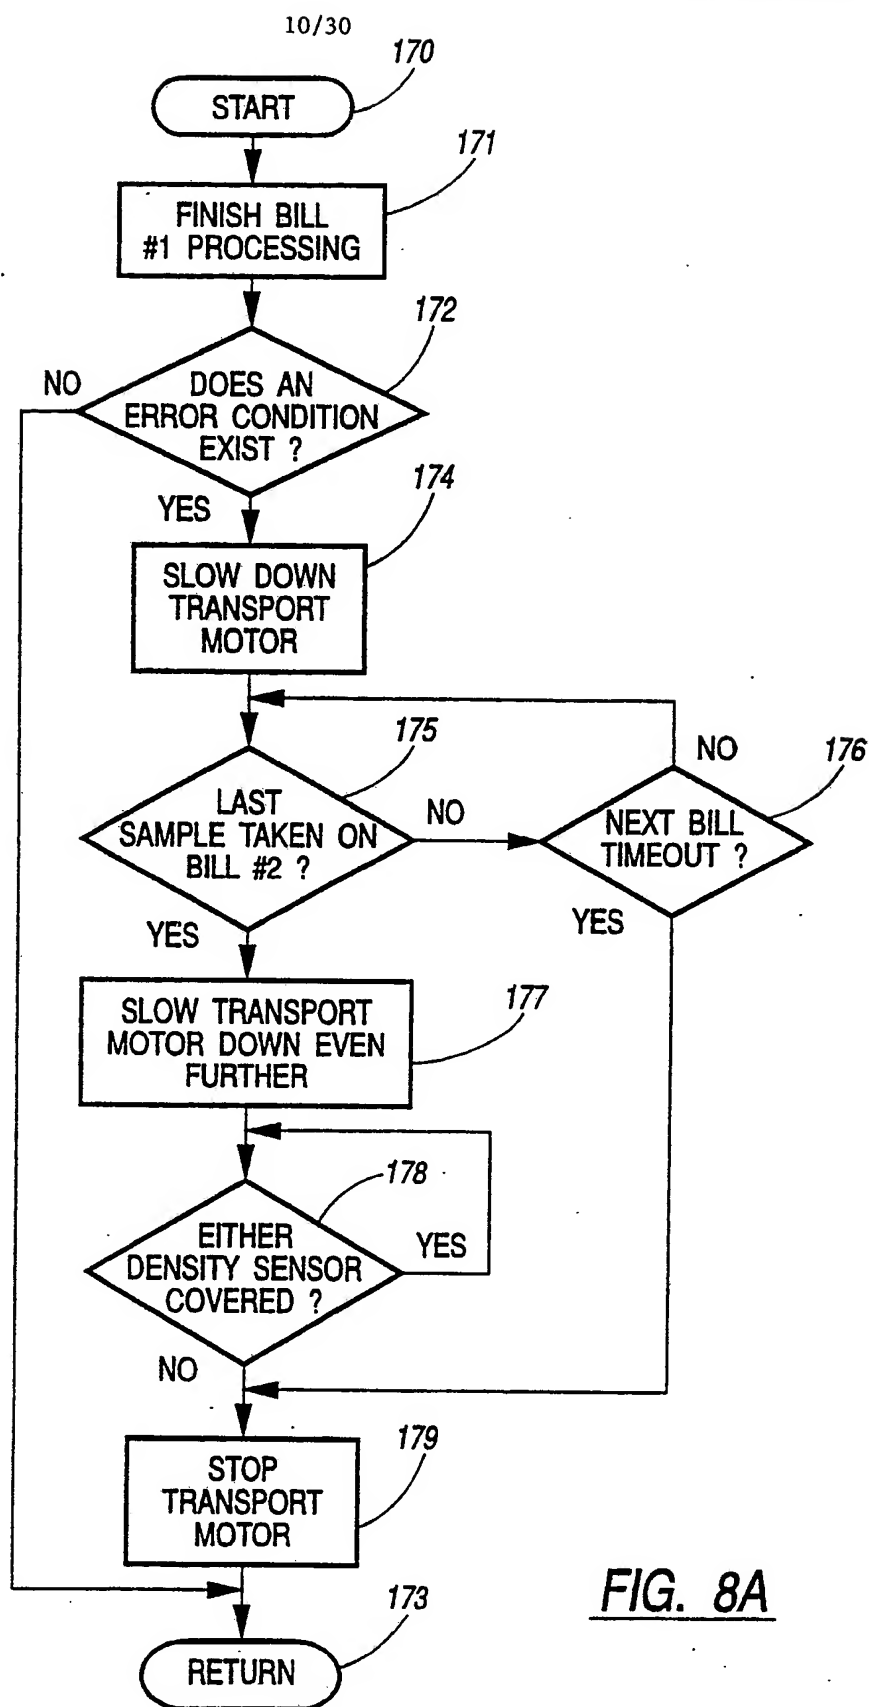 10/30
170
START
171
FINISH BILL
#1 PROCESSING
172
NO
DOES AN
ERROR CONDITION
EXIST ?
174
YES
SLOW DOWN
TRANSPORT
MOTOR
175
NO
176
LAST
SAMPLE TAKEN ON
BILL #2 ?
NO
NEXT BILL
TIMEOUT ?
YES
YES
177
SLOW TRANSPORT
MOTOR DOWN EVEN
FURTHER
178
EITHER
DENSITY SENSOR
COVERED ?
YES
NO
179
STOP
TRANSPORT
MOTOR
FIG. 8A
173
RETURN